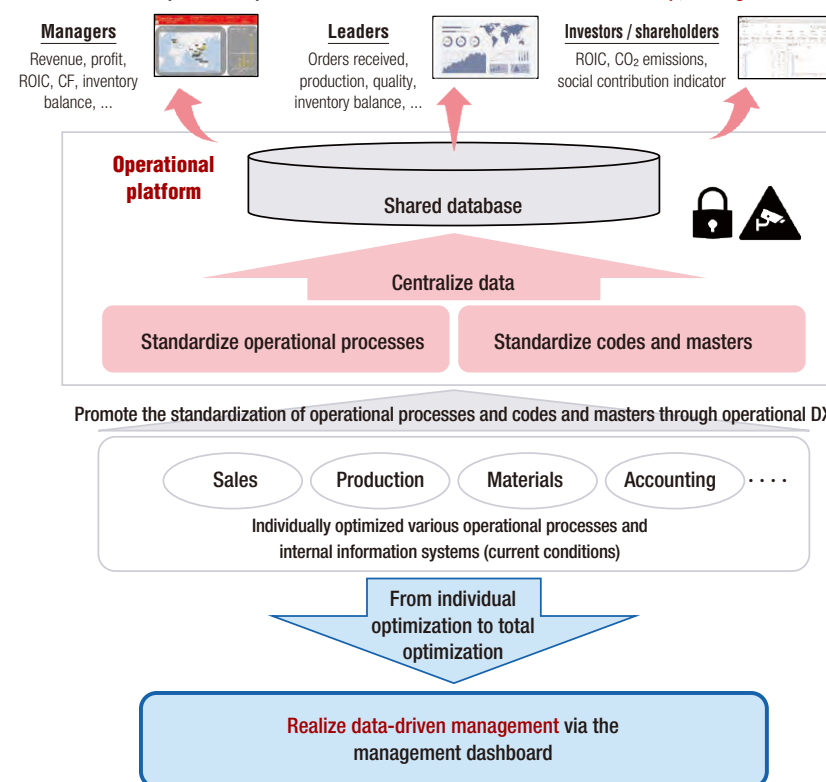 Managers
Revenue, profit,
ROIC, CF, inventory
balance, ...
Leaders
Orders received,
production, quality,
inventory balance, ...
Investors / shareholders
ROIC, CO₂ emissions,
social contribution indicator
Operational
platform
Shared database
Centralize data
Standardize operational processes
Standardize codes and masters
Promote the standardization of operational processes and codes and masters through operational DX
Sales
Production
Materials
Accounting
....
Individually optimized various operational processes and
internal information systems (current conditions)
From individual
optimization to total
optimization
Realize data-driven management via the
management dashboard